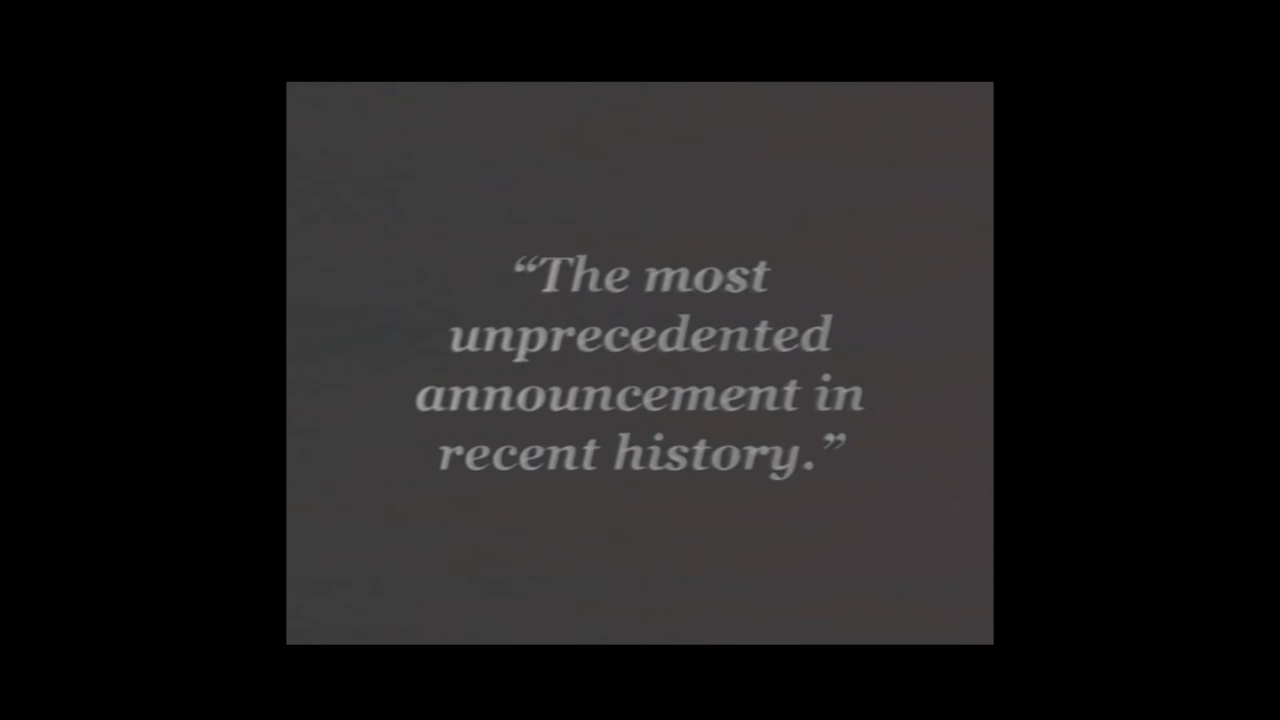 “The most
unprecedented
announcement in
recent history.”